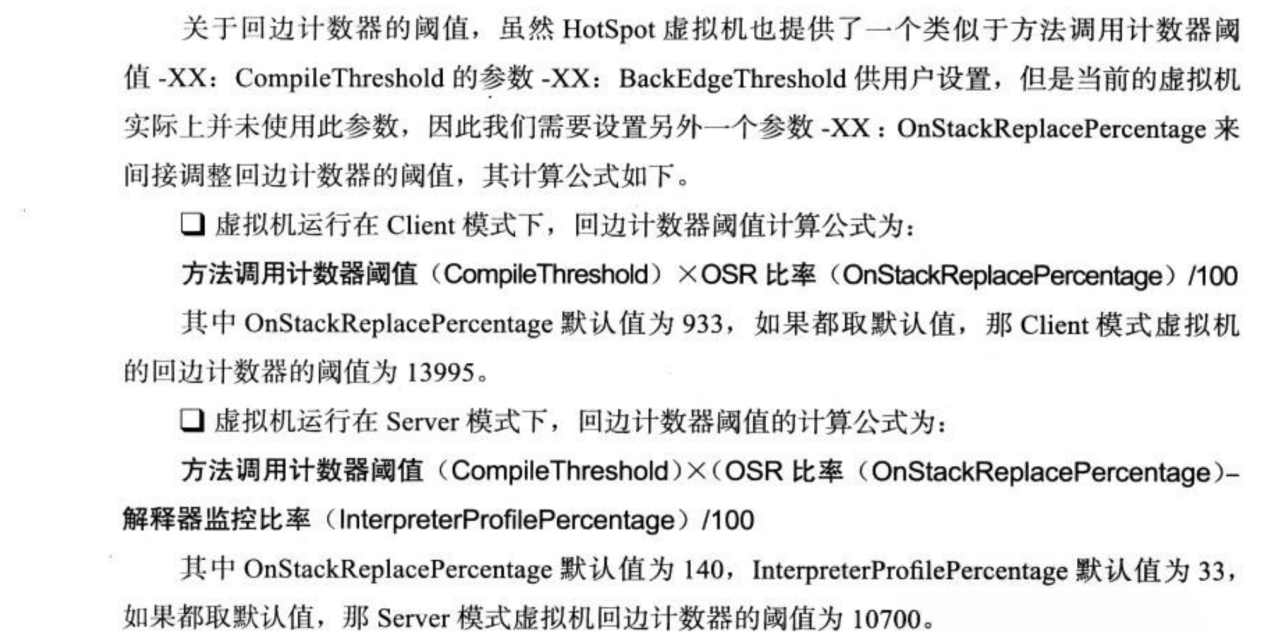 关于回边计数器的阈值，虽然 HotSpot 虚拟机也提供了一个类似于方法调用计数器阈
值 -XX：CompileThreshold 的参数 -XX：BackEdgeThreshold 供用户设置，但是当前的虚拟机
实际上并未使用此参数，因此我们需要设置另外一个参数 -XX：OnStackReplacePercentage 来
间接调整回边计数器的阈值，其计算公式如下。
❑ 虚拟机运行在 Client 模式下，回边计数器阈值计算公式为：
方法调用计数器阈值（CompileThreshold）×OSR 比率（OnStackReplacePercentage）/100
其中 OnStackReplacePercentage 默认值为 933，如果都取默认值，那 Client 模式虚拟机
的回边计数器的阈值为 13995。
❑ 虚拟机运行在 Server 模式下，回边计数器阈值的计算公式为：
方法调用计数器阈值（CompileThreshold）×（OSR 比率（OnStackReplacePercentage）–
解释器监控比率（InterpreterProfilePercentage）/100
其中 OnStackReplacePercentage 默认值为 140，InterpreterProfilePercentage 默认值为 33，
如果都取默认值，那 Server 模式虚拟机回边计数器的阈值为 10700。